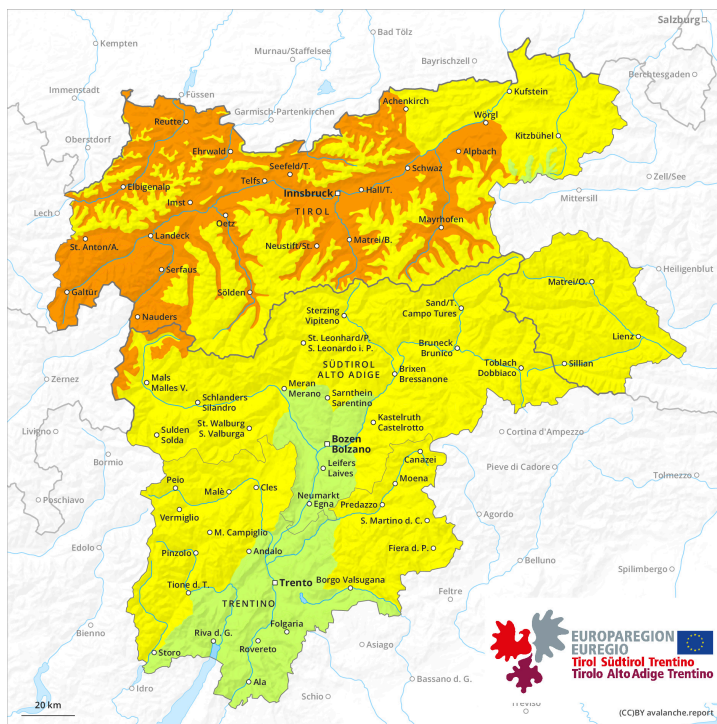 Salzburg
Kempten
Bad Tölz
Murnau/Staffelsee
Bayrischzell
Berchtesgaden
Immenstadt
Füssen
Achenkirch
Kufstein
Garmisch-Partenkirchen
Reutte
Wörgl
Oberstdorf
Kitzbühel
Ehrwald
Alpbach
Seefeld/T.
Schwaz
Zell/See
Telfs
Elbigenalp
Innsbruck
Hall/T.
Mittersill
Imst
TIROL
Lech
Oetz
Mayrhofen
Landeck
St. Anton/A.
Neustift/St.
Matrei/B.
Serfaus
Heiligenblut
Galtür
Sölden
Matrei/O.
Sand/T.
Campo Tures
Nauders
Sterzing
Vipiteno
Lienz
St. Leonhard/P.
S. Leonardo i. P.
Bruneck
Brunico
SÜDTIROL
ALTO ADIGE
Toblach
Dobbiaco
Sillian
Brixen
Bressanone
Zernez
Mals
Malles V.
Meran
Merano
Sarnthein
Sarentino
Schlanders
Silandro
St. Walburg
S. Valburga
Kastelruth
Castelrotto
Livigno
Sulden
Solda
Bozen
Bolzano
Cortina d'Ampezzo
Bormio
Canazei
Leifers
Laives
Pieve di Cadore
Tolmezzo
Peio
Moena
Malè
Cles
Neumarkt
Egna
Predazzo
Poschiavo
Vermiglio
Agordo
S. Martino d. C.
M. Campiglio
Edolo
Pinzolo
Andalo
Fiera d. P.
Belluno
Spilimbergo
Tione d. T.
Trento
Borgo Valsugana
Feltre
TRENTINO
Folgaria
Bienno
Riva d. G.
Rovereto
Asiago
Storo
Idro
Ala
Schio
Bassano d. G.
Treviso
EUROPAREGION
EUREGIO
Tirol Südtirol Trentino
Tirolo Alto Adige Trentino
20 km
(CC)BY avalanche.report